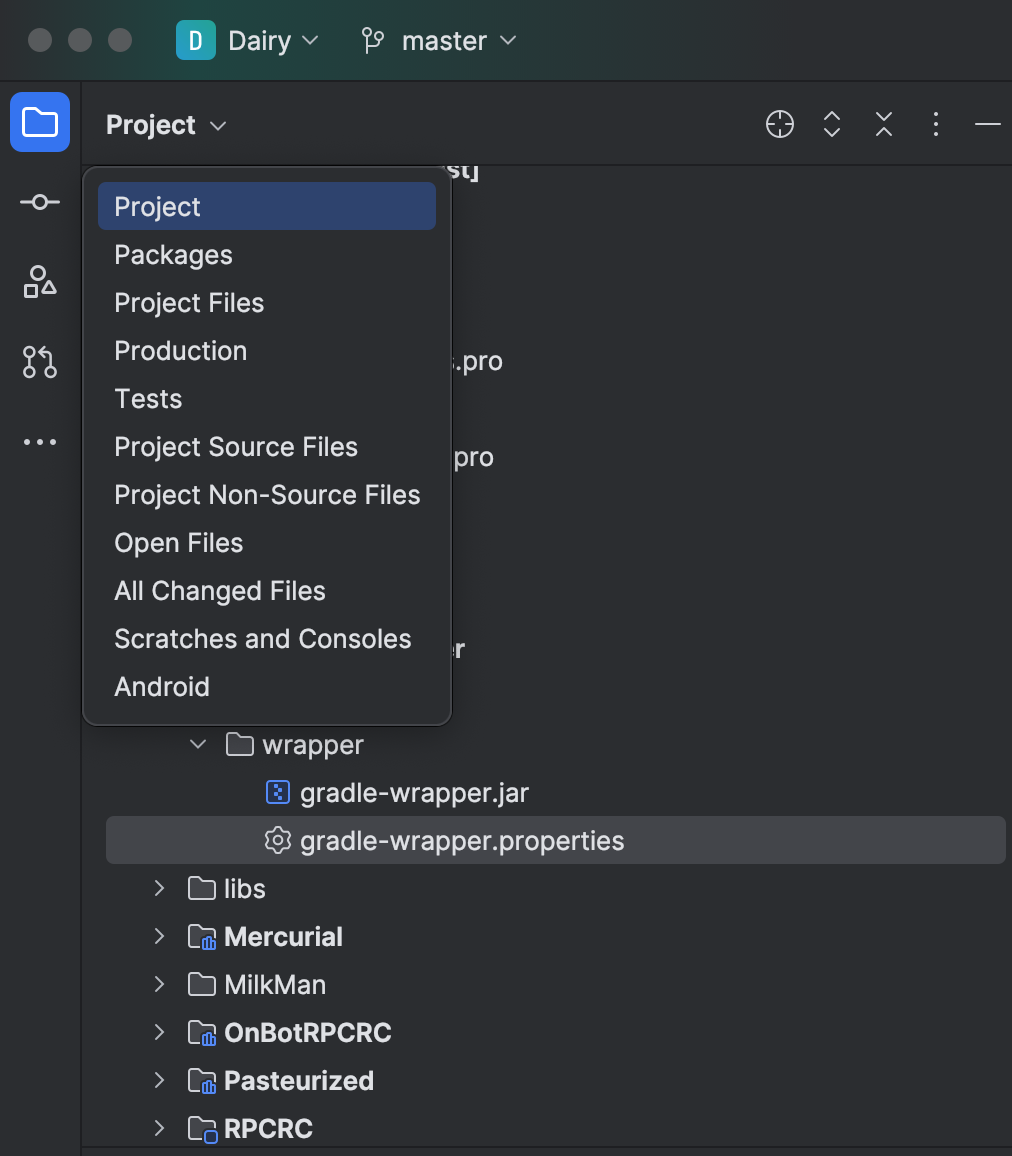 D Dairy master
Project
st]
Project
Packages
Project Files
s.pro
Production
Tests
Project Source Files
pro
Project Non-Source Files
Open Files
All Changed Files
Scratches and Consoles
er
Android
wrapper
gradle-wrapper.jar
gradle-wrapper.properties
libs
Mercurial
MilkMan
OnBotRPCRC
Pasteurized
RPCRC